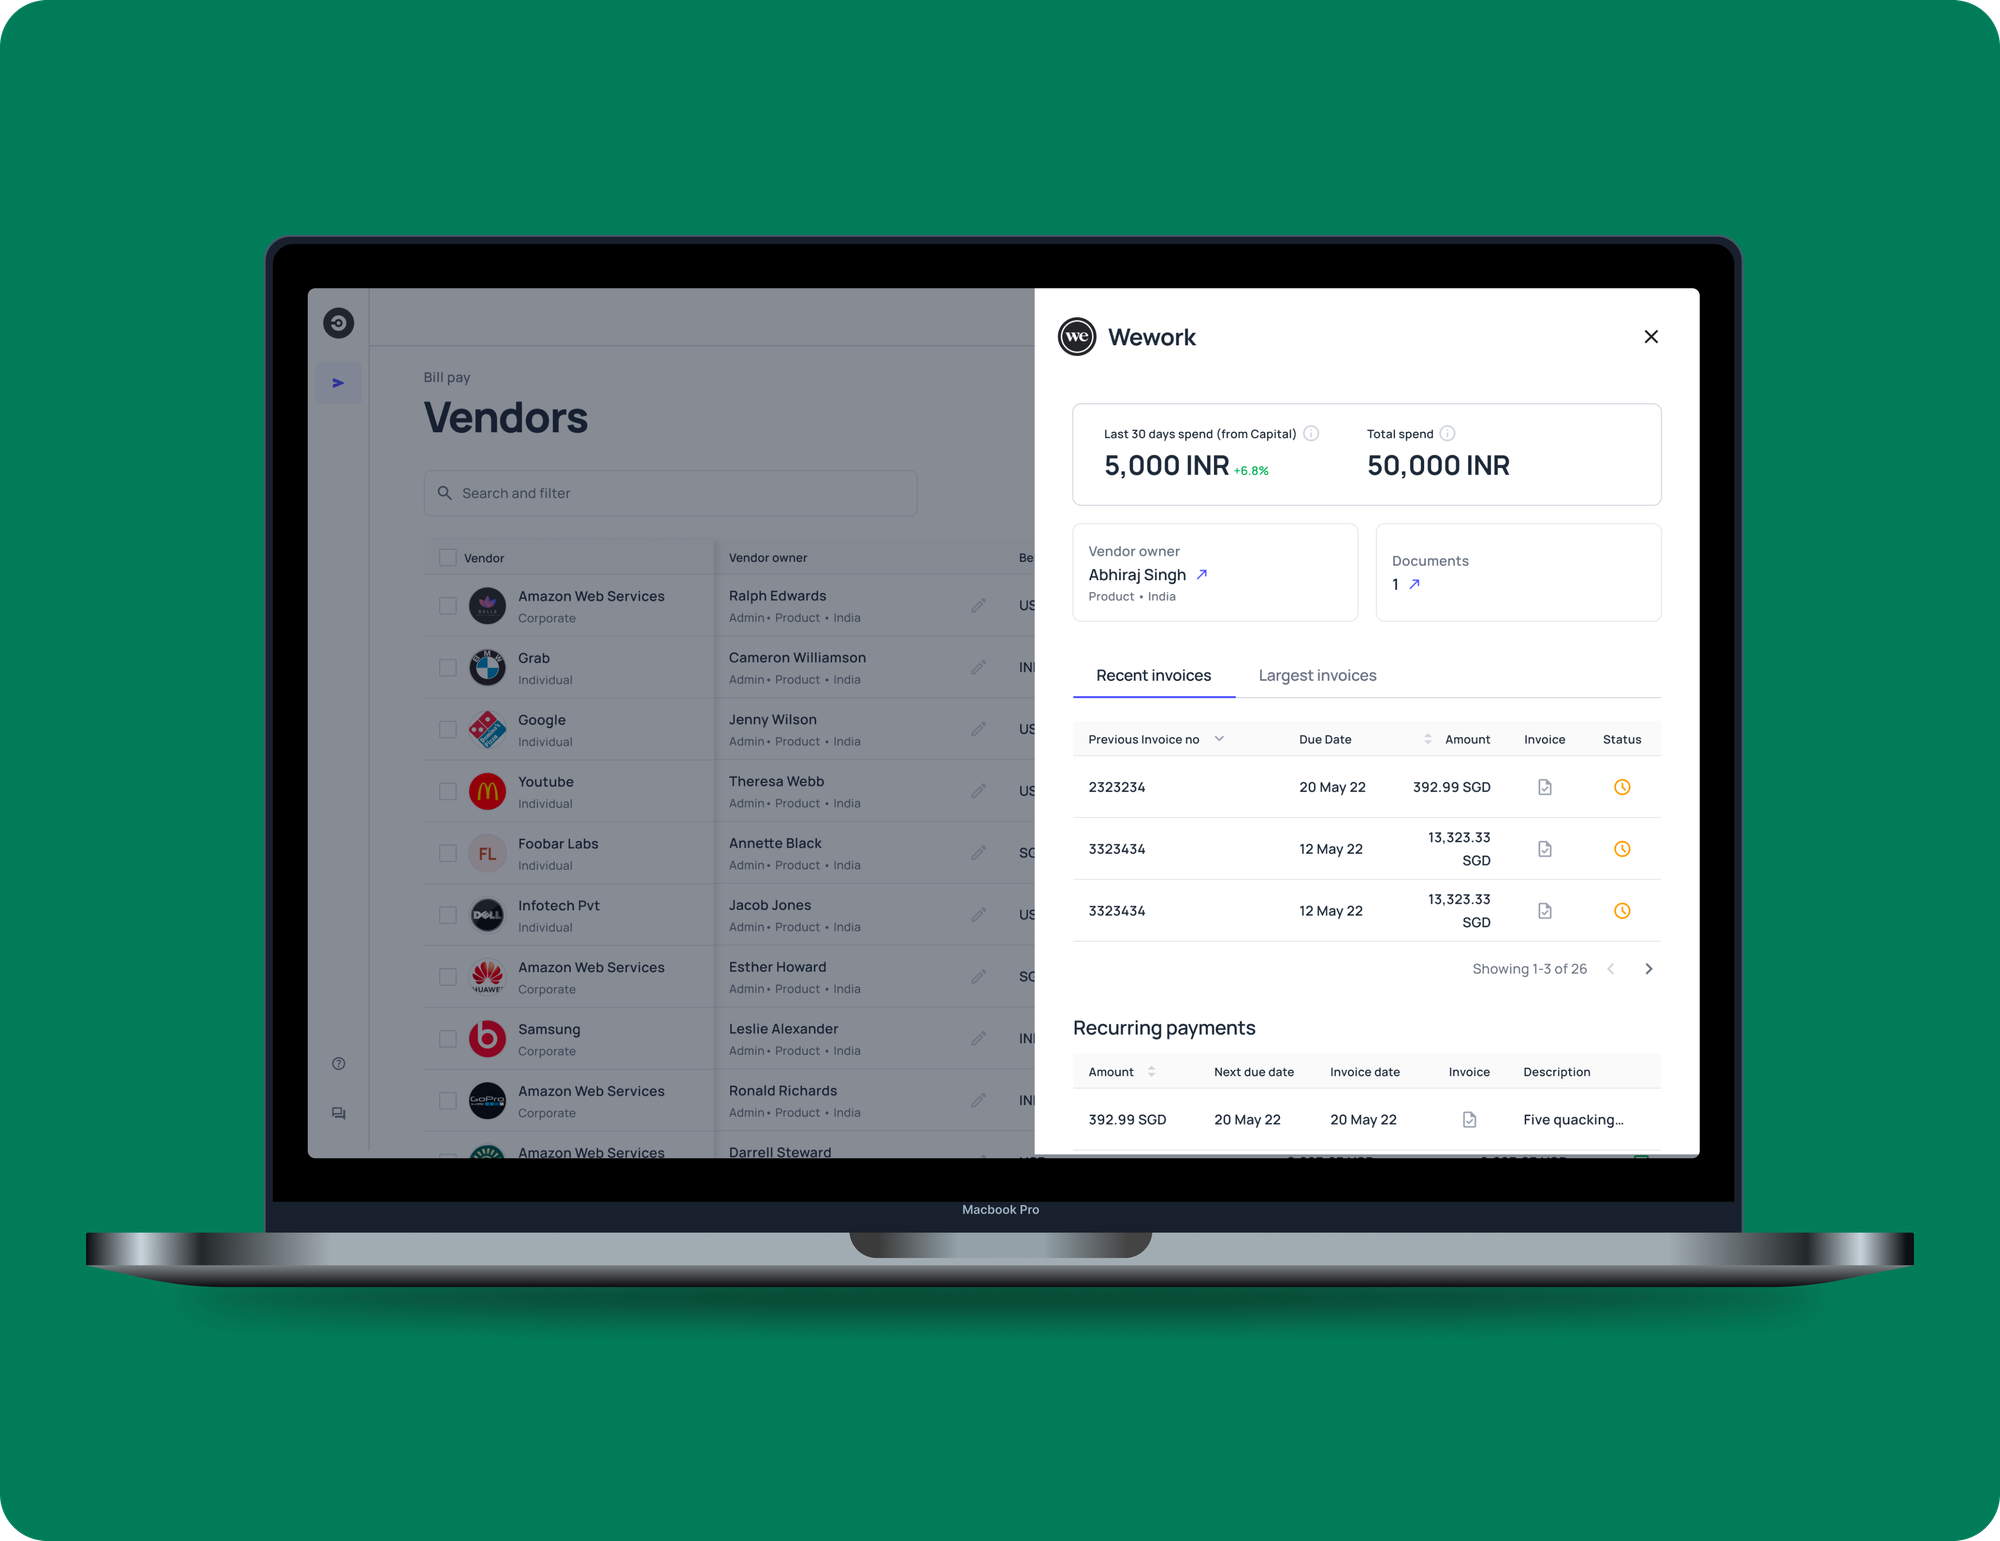 Bill pay
Vendors
Search and filter
Vendor
Vendor owner
Be
Amazon Web Services
Corporate
Ralph Edwards
Admin • Product • India
US
BMW
Grab
Individual
Cameron Williamson
Admin • Product • India
IN
Domino's Pizza
Google
Individual
Jenny Wilson
Admin • Product • India
US
Youtube
Individual
Theresa Webb
Admin • Product • India
US
FL
Foobar Labs
Individual
Annette Black
Admin • Product • India
SG
DELL
Infotech Pvt
Individual
Jacob Jones
Admin • Product • India
US
HUAWEI
Amazon Web Services
Corporate
Esther Howard
Admin • Product • India
SG
Samsung
Corporate
Leslie Alexander
Admin • Product • India
IN
GoPro
Amazon Web Services
Corporate
Ronald Richards
Admin • Product • India
IN
Amazon Web Services
Darrell Steward
we
Wework
Last 30 days spend (from Capital)
5,000 INR +6.8%
Total spend
50,000 INR
Vendor owner
Abhiraj Singh
Product • India
Documents
1
Recent invoices
Largest invoices
Previous Invoice no
Due Date
Amount
Invoice
Status
2323234
20 May 22
392.99 SGD
3323434
12 May 22
13,323.33
SGD
3323434
12 May 22
13,323.33
SGD
Showing 1-3 of 26
Recurring payments
Amount
Next due date
Invoice date
Invoice
Description
392.99 SGD
20 May 22
20 May 22
Five quacking...
Macbook Pro